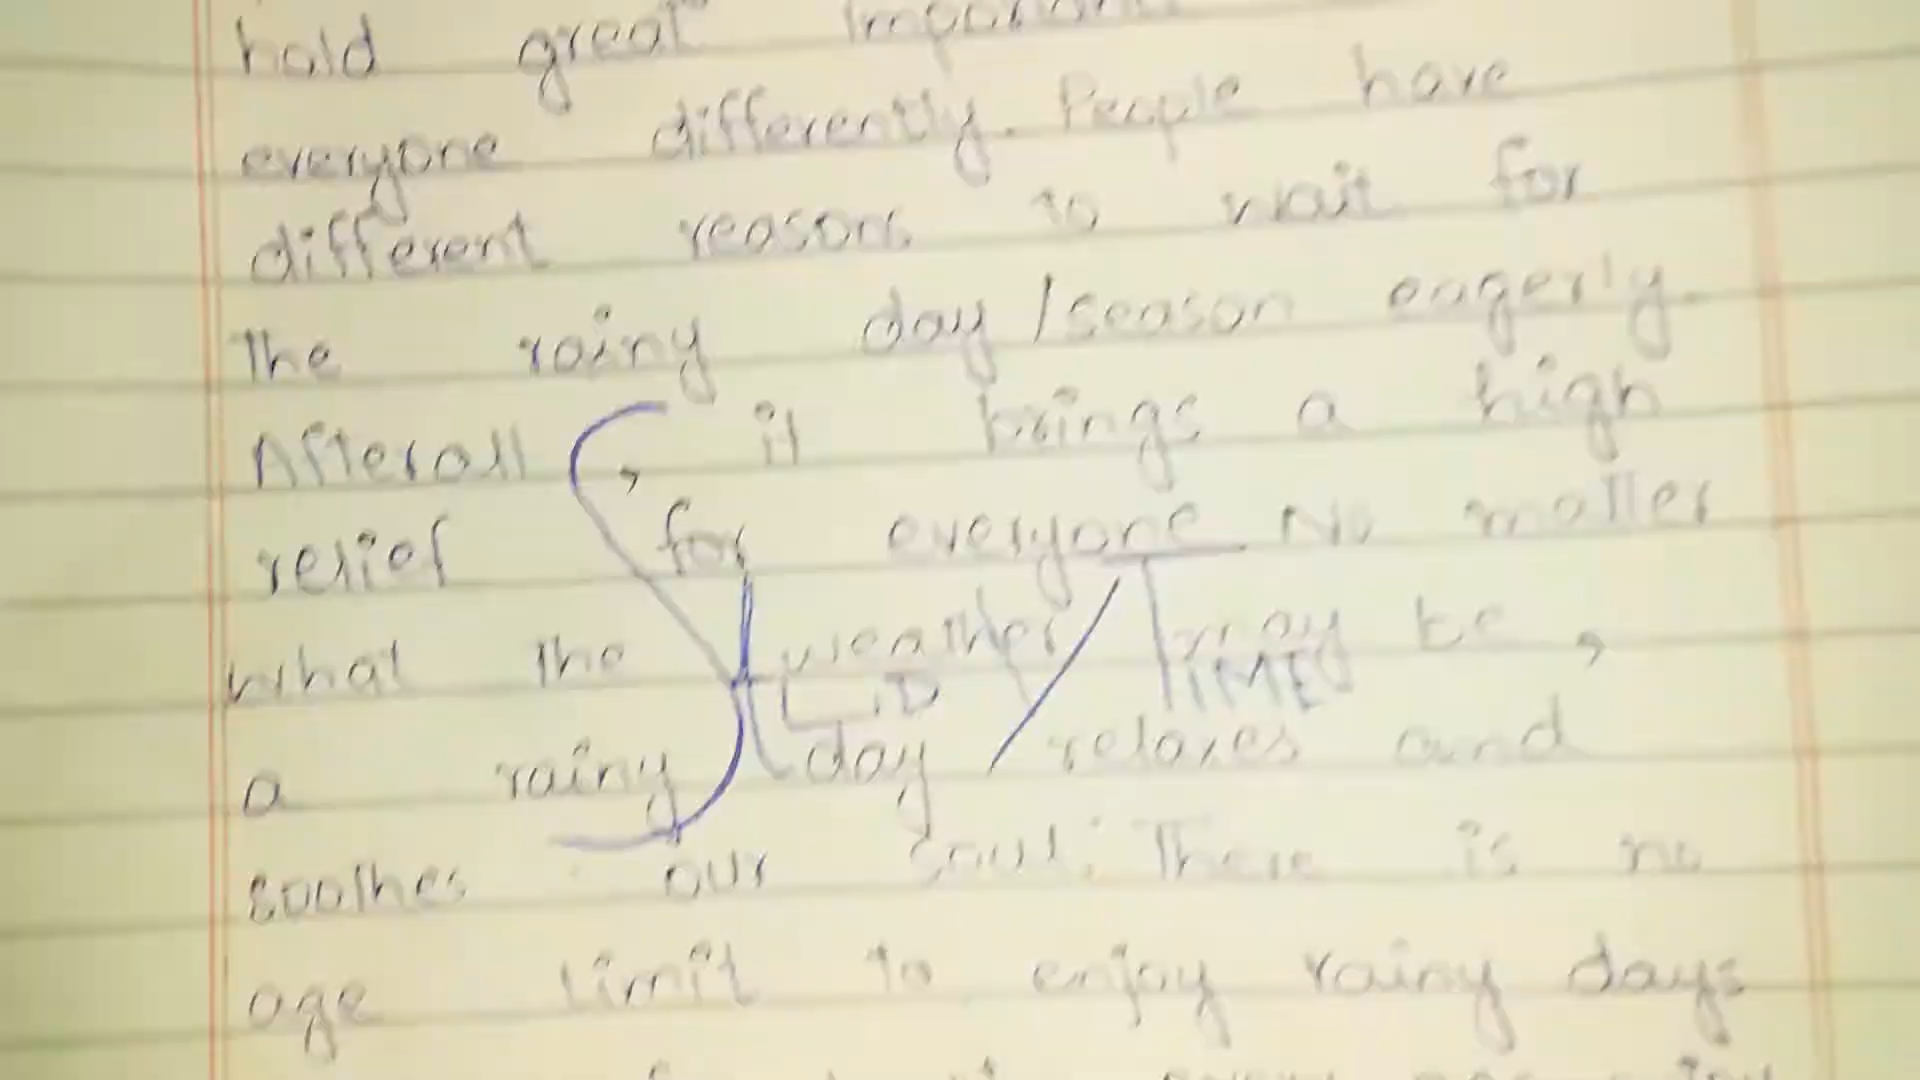 hold great importan
everyone differently. People have
different reasons to wait for
The rainy day/season eagerly.
Afterall, it brings a high
relief for everyone No matter
what the weather may be,
a rainy day relaxes and
soothes our soul. There is no
age limit to enjoy rainy days